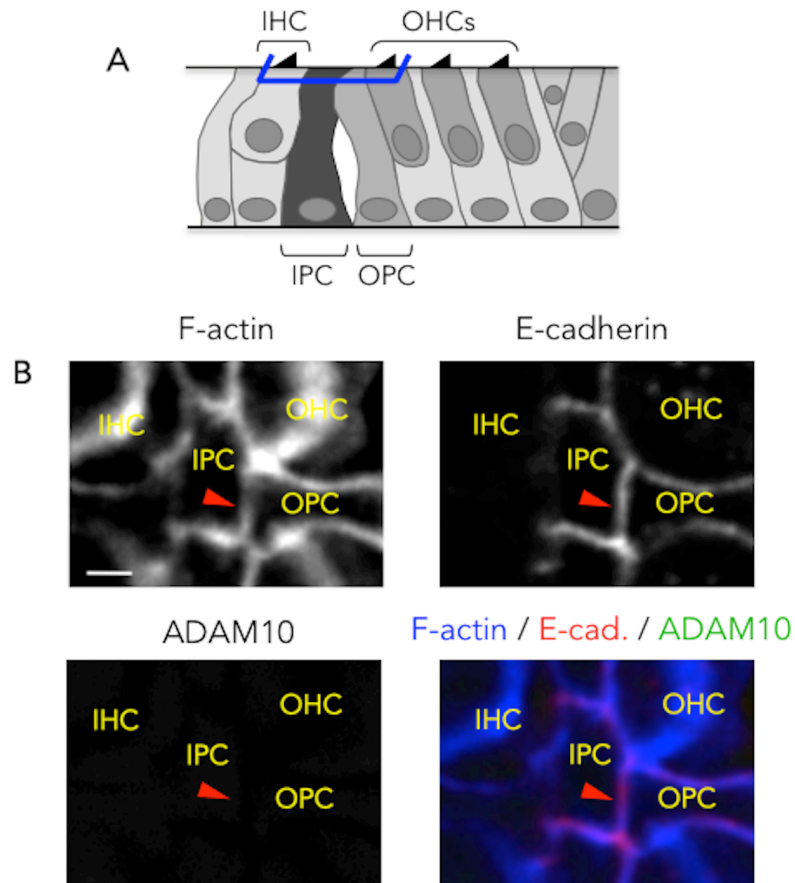 IHC OHCs
A
IPC OPC
F-actin E-cadherin
B
IHC OHC IPC OPC
IHC OHC IPC OPC
ADAM10 F-actin / E-cad. / ADAM10
IHC OHC IPC OPC
IHC OHC IPC OPC